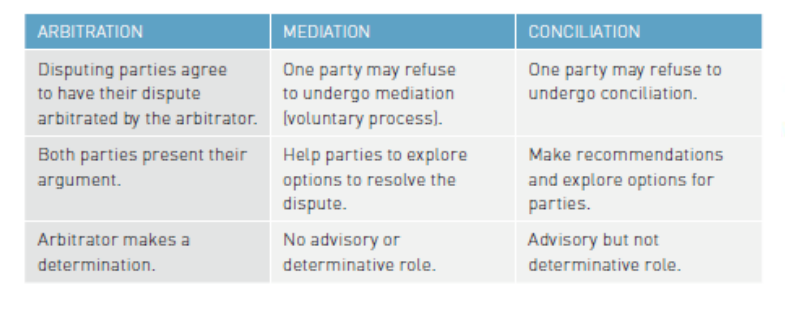 ARBITRATION
MEDIATION
CONCILIATION
Disputing parties agree
to have their dispute
arbitrated by the arbitrator.
One party may refuse
to undergo mediation
(voluntary process).
One party may refuse to
undergo conciliation.
Both parties present their
argument.
Help parties to explore
options to resolve the
dispute.
Make recommendations
and explore options for
parties.
Arbitrator makes a
determination.
No advisory or
determinative role.
Advisory but not
determinative role.